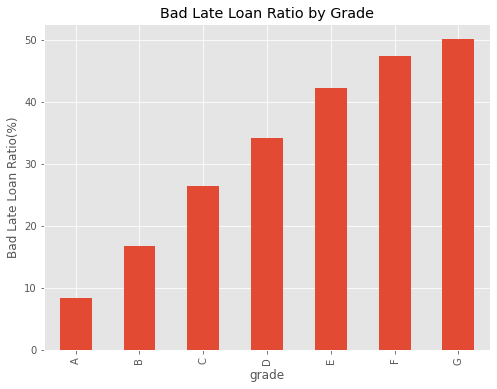 Bad Late Loan Ratio by Grade
Bad Late Loan Ratio(%)
50
40
30
20
10
0
A
B
C
D
E
F
G
grade